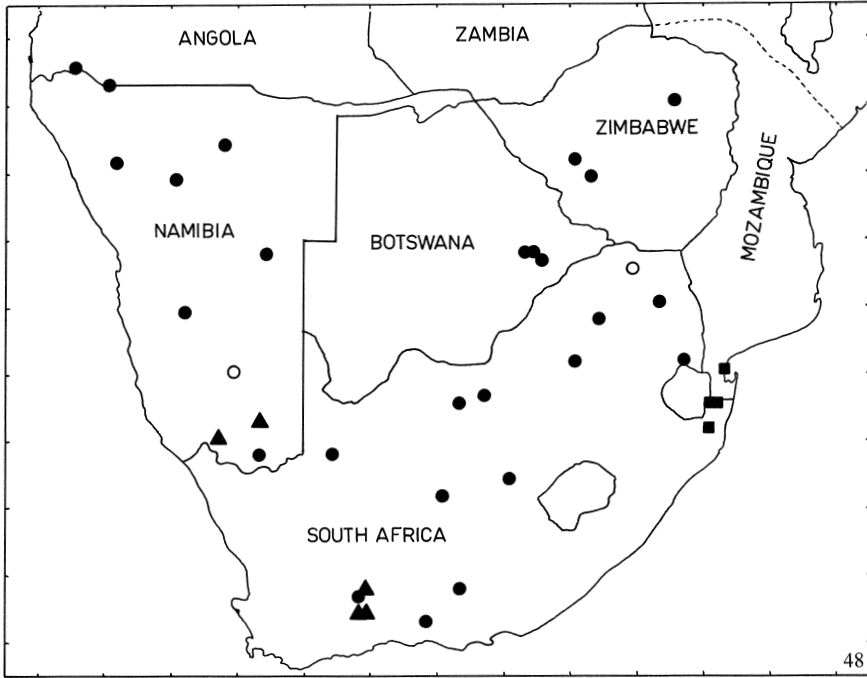 ANGOLA
ZAMBIA
ZIMBABWE
MOZAMBIQUE
NAMIBIA
BOTSWANA
SOUTH AFRICA
48